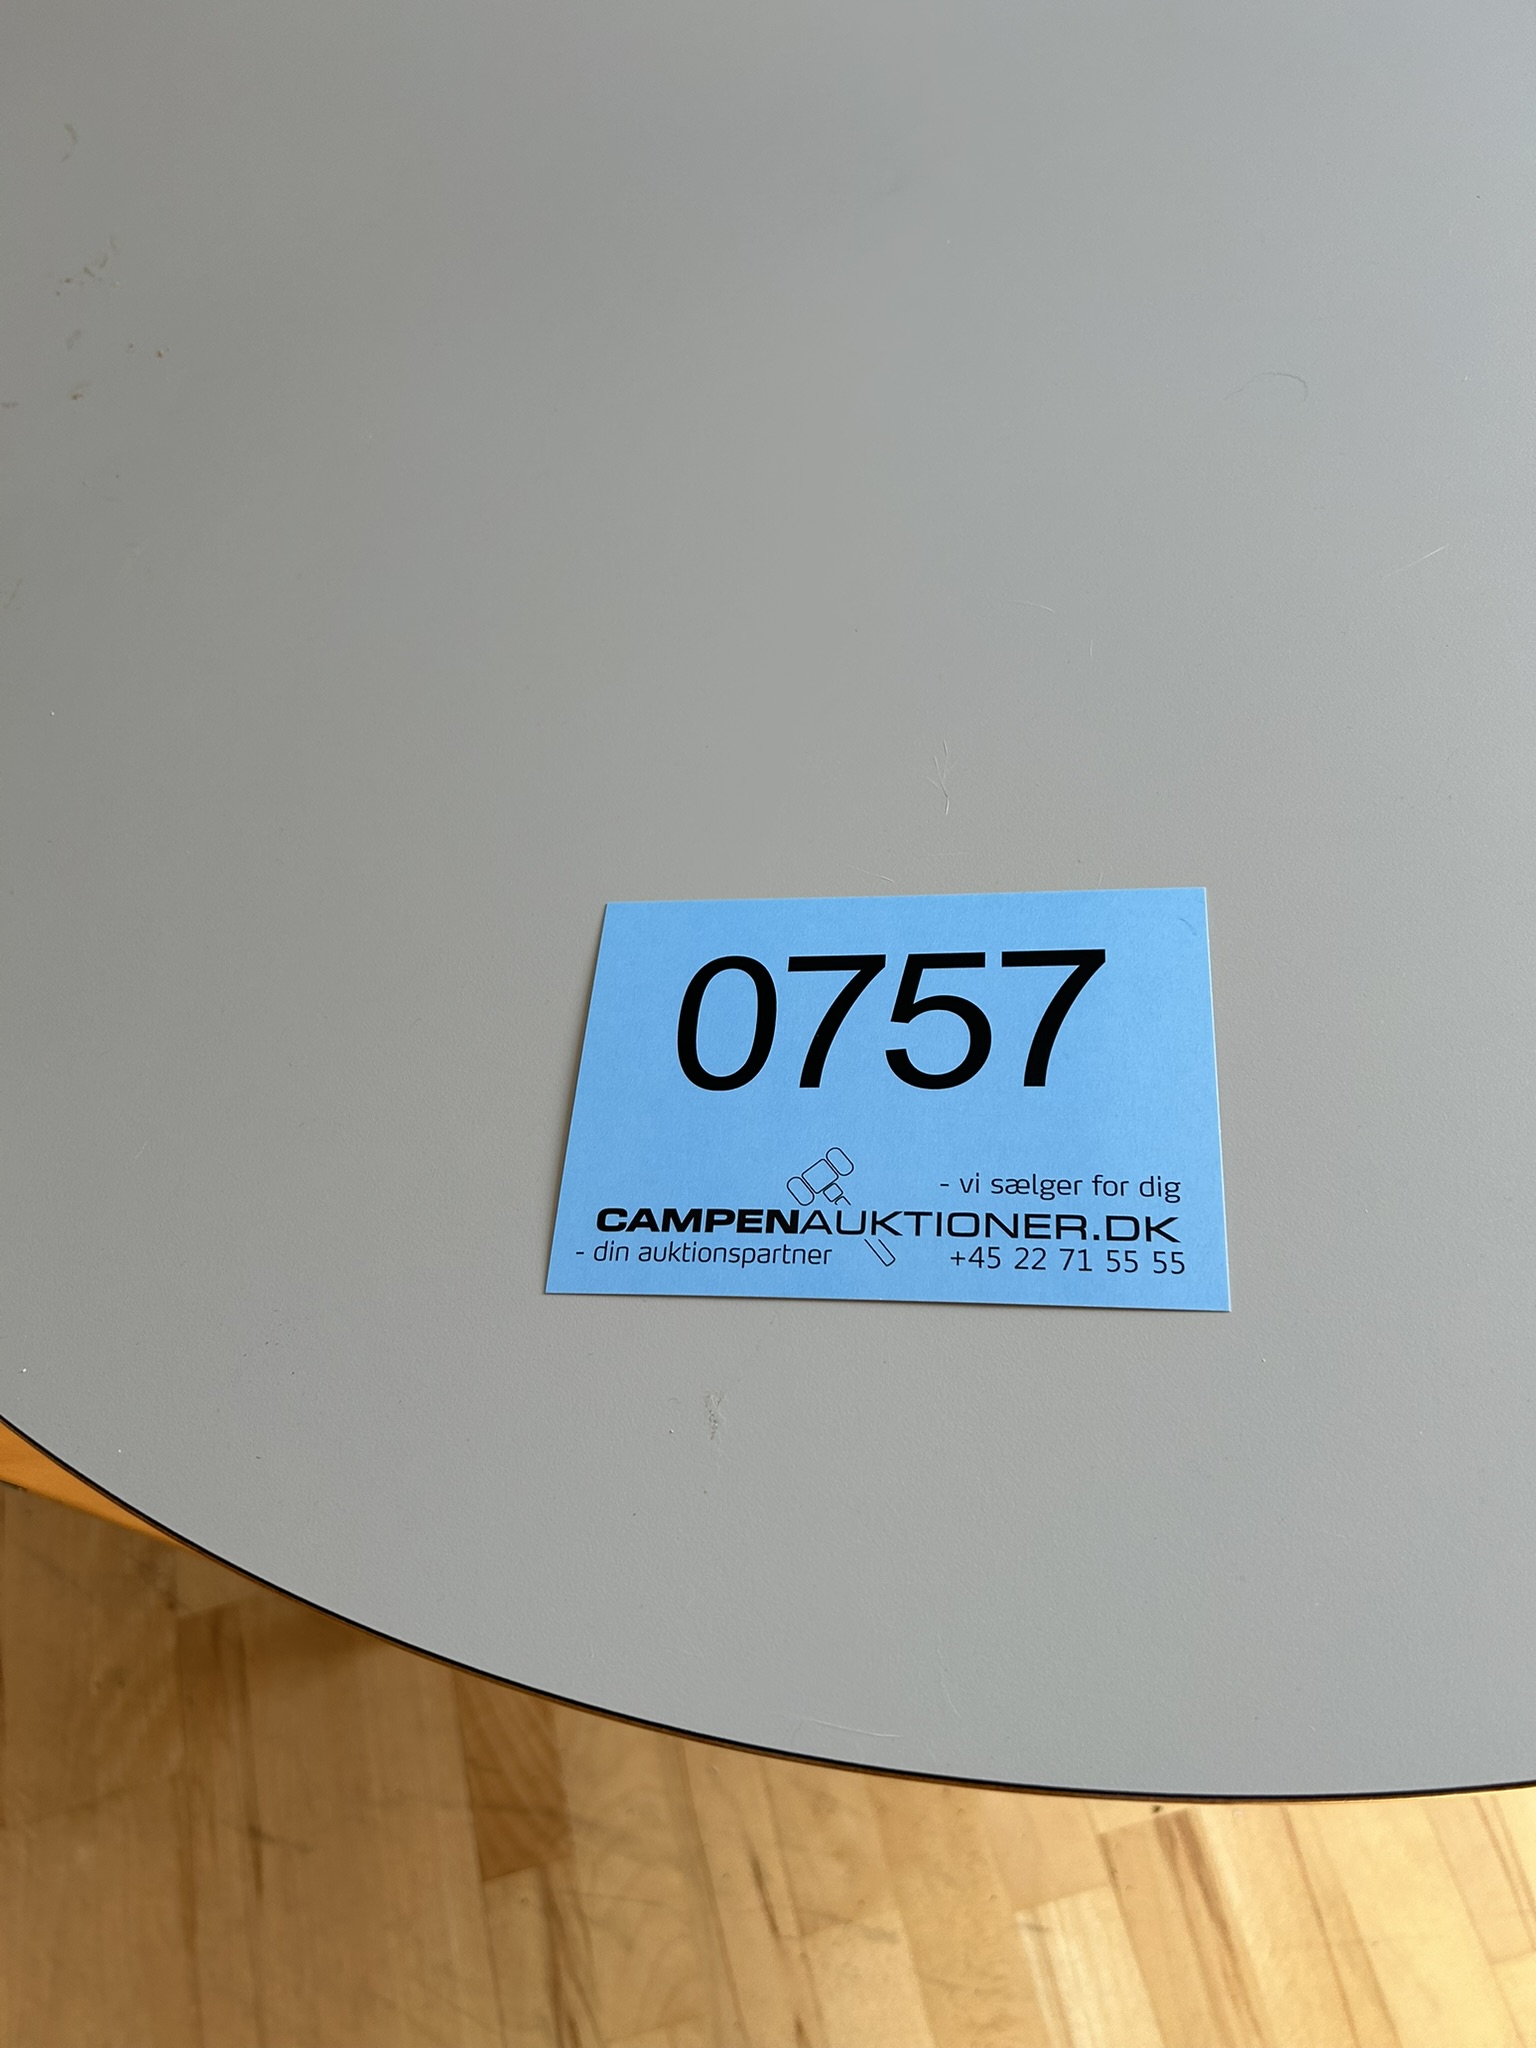 0757
- vi sælger for dig
CAMPENAUKTIONER.DK
- din auktionspartner +45 22 71 55 55